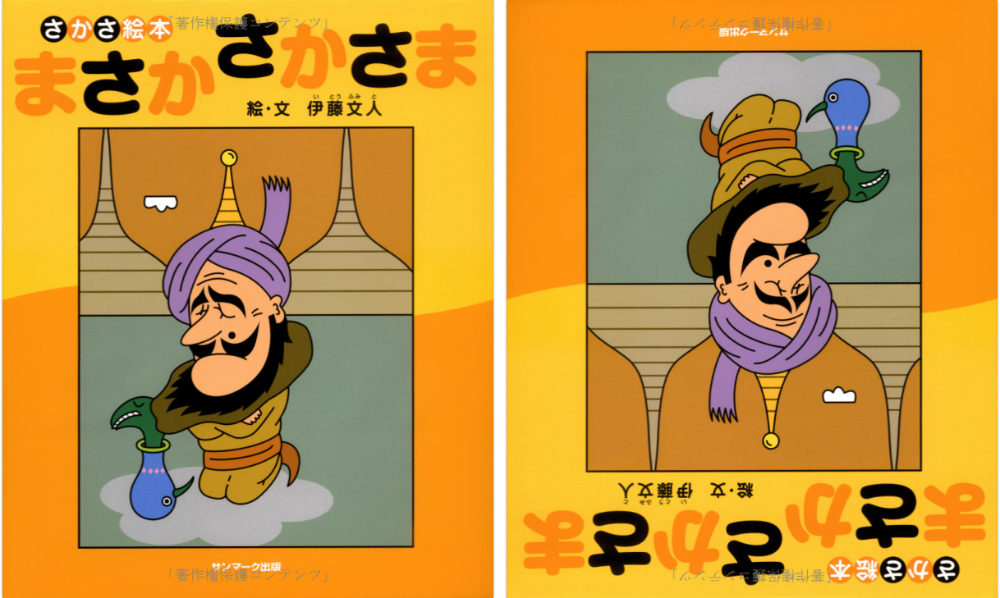 さかさ絵本
「著作権保護コンテンツ」
まさかさかさま
い とう ふみ と
絵・文 伊藤文人
サンマーク出版
「著作権保護コンテンツ」
「著作権保護コンテンツ」
サンマーク出版
絵・文 伊藤文人
い とう ふみ と
まさかさかさま
さかさ絵本
「著作権保護コンテンツ」